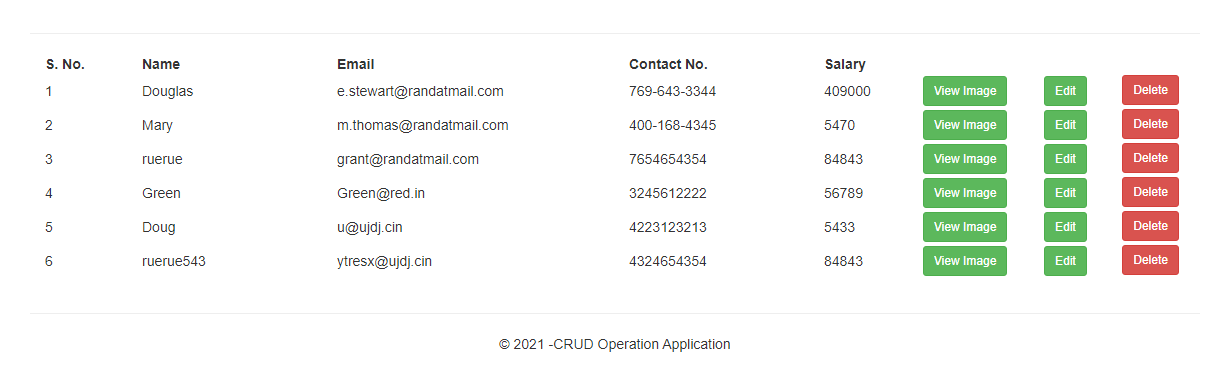 S. No. Name Email Contact No. Salary
1 Douglas e.stewart@randatmail.com 769-643-3344 409000 View Image Edit Delete
2 Mary m.thomas@randatmail.com 400-168-4345 5470 View Image Edit Delete
3 ruerue grant@randatmail.com 7654654354 84843 View Image Edit Delete
4 Green Green@red.in 3245612222 56789 View Image Edit Delete
5 Doug u@ujdj.cin 4223123213 5433 View Image Edit Delete
6 ruerue543 ytresx@ujdj.cin 4324654354 84843 View Image Edit Delete
© 2021 -CRUD Operation Application